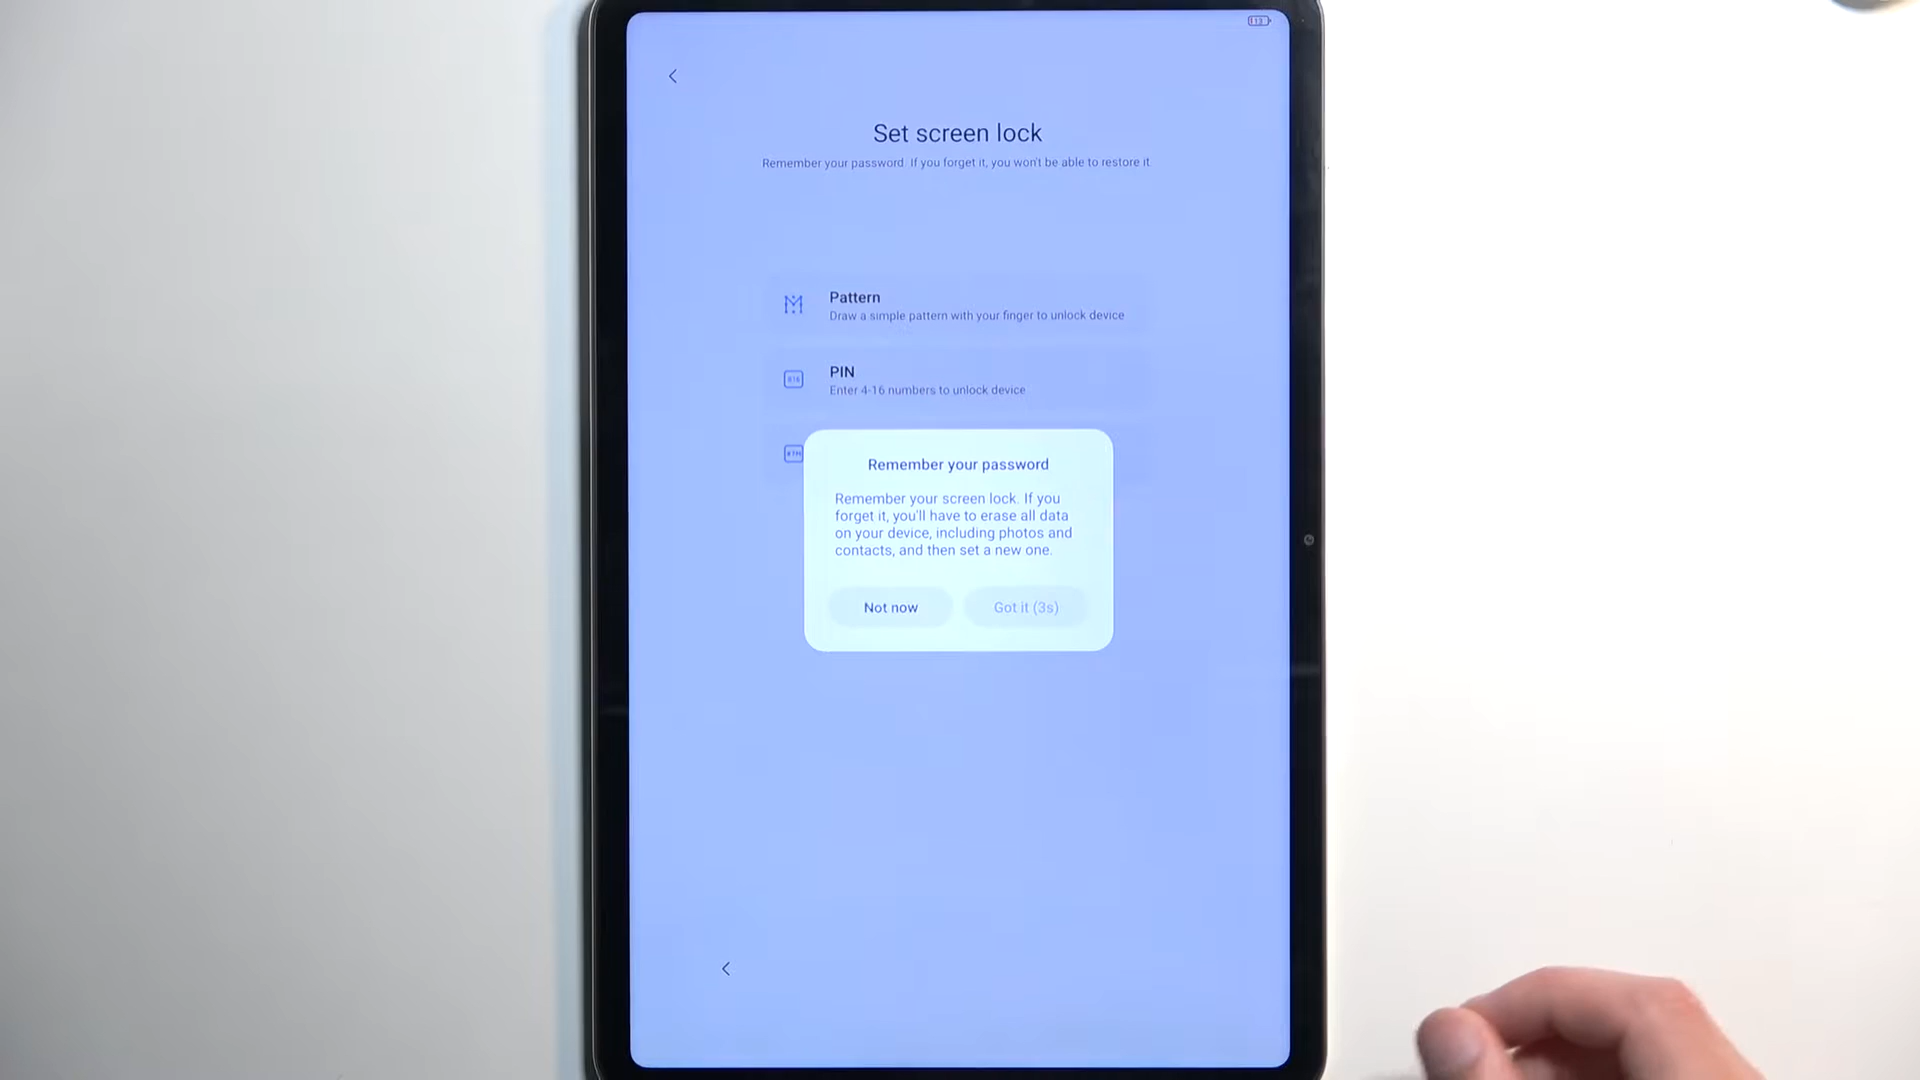 Set screen lock
Remember your password. If you forget it, you won't be able to restore it.
Pattern
Draw a simple pattern with your finger to unlock device
PIN
Enter 4-16 numbers to unlock device
Remember your password
Remember your screen lock. If you
forget it, you'll have to erase all data
on your device, including photos and
contacts, and then set a new one.
Not now
Got it (3s)